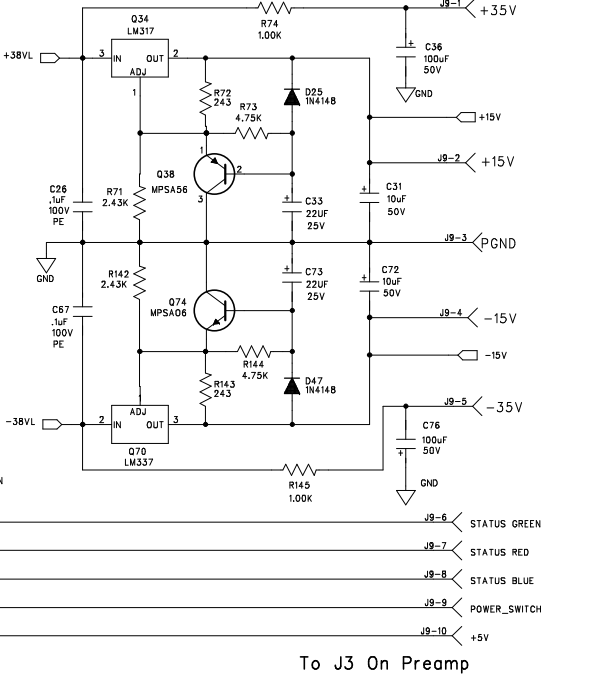 J9-1
+35V
Q34
LM317
R74
1.00K
C36
100uF
50V
GND
+38VL
3
IN
OUT
2
ADJ
1
R72
243
R73
4.75K
D25
1N4148
+15V
J9-2
+15V
1
Q38
MPSA56
2
3
C26
.1uF
100V
PE
R71
2.43K
C33
22UF
25V
C31
10uF
50V
J9-3
PGND
GND
R142
2.43K
C73
22UF
25V
C72
10uF
50V
Q74
MPSA06
C67
.1uF
100V
PE
J9-4
-15V
R144
4.75K
-15V
R143
243
D47
1N4148
J9-5
-35V
1
ADJ
-38VL
2
IN
OUT
3
Q70
LM337
C76
100uF
50V
R145
1.00K
GND
N
J9-6
STATUS GREEN
J9-7
STATUS RED
J9-8
STATUS BLUE
J9-9
POWER_SWITCH
J9-10
+5V
To J3 On Preamp